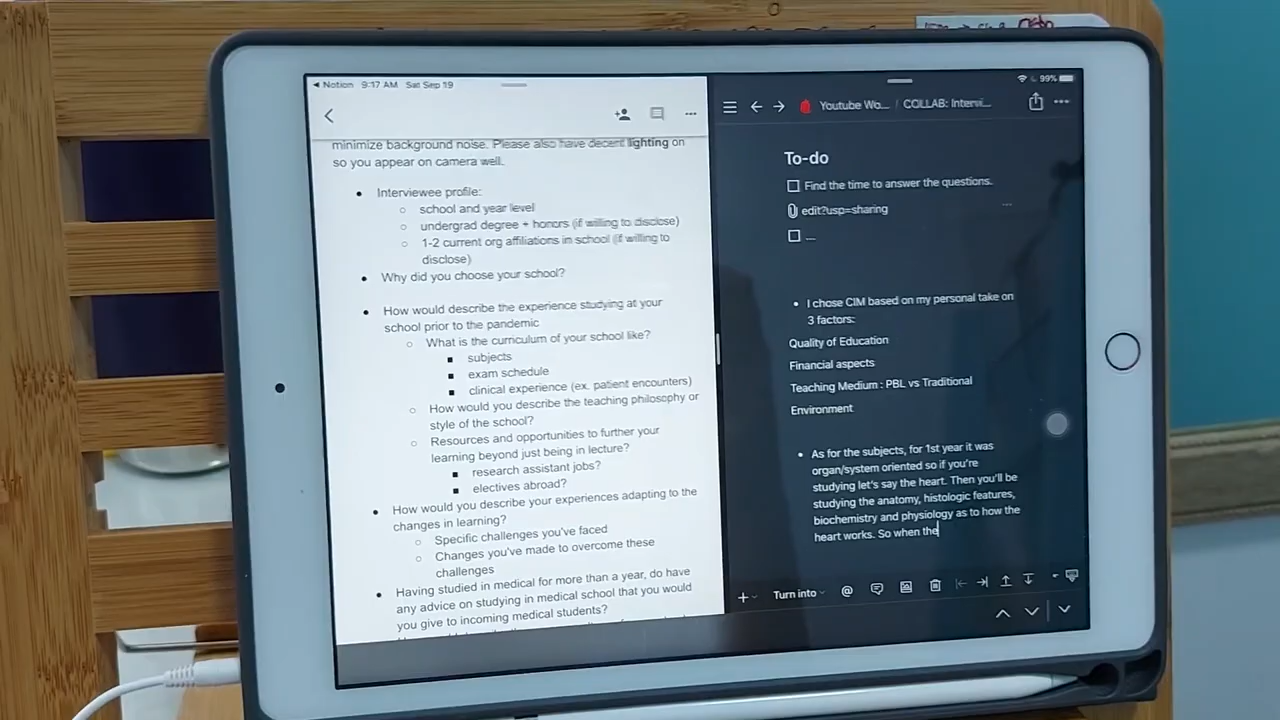 Notion 9:17 AM Sat Sep 19
minimize background noise. Please also have decent lighting on
so you appear on camera well.
• Interviewee profile:
○ school and year level
○ undergrad degree + honors (if willing to disclose)
○ 1-2 current org affiliations in school (if willing to
disclose)
• Why did you choose your school?
• How would describe the experience studying at your
school prior to the pandemic
○ What is the curriculum of your school like?
■ subjects
■ exam schedule
■ clinical experience (ex. patient encounters)
○ How would you describe the teaching philosophy or
style of the school?
○ Resources and opportunities to further your
learning beyond just being in lecture?
■ research assistant jobs?
■ electives abroad?
• How would you describe your experiences adapting to the
changes in learning?
○ Specific challenges you've faced
○ Changes you've made to overcome these
challenges
• Having studied in medical for more than a year, do have
any advice on studying in medical school that you would
you give to incoming medical students?
99%
Youtube Wo... / COLLAB: Intervi...
To-do
Find the time to answer the questions.
edit?usp=sharing
...
• I chose CIM based on my personal take on
3 factors:
Quality of Education
Financial aspects
Teaching Medium : PBL vs Traditional
Environment
• As for the subjects, for 1st year it was
organ/system oriented so if you're
studying let's say the heart. Then you'll be
studying the anatomy, histologic features,
biochemistry and physiology as to how the
heart works. So when the
Turn into